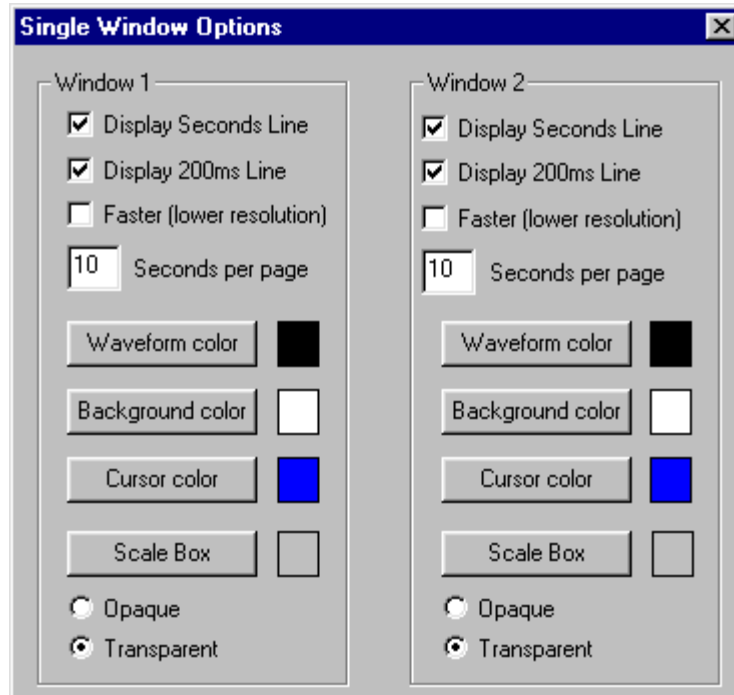 Single Window Options
Window 1
Display Seconds Line
Display 200ms Line
Faster (lower resolution)
10 Seconds per page
Waveform color
Background color
Cursor color
Scale Box
Opaque
Transparent
Window 2
Display Seconds Line
Display 200ms Line
Faster (lower resolution)
10 Seconds per page
Waveform color
Background color
Cursor color
Scale Box
Opaque
Transparent